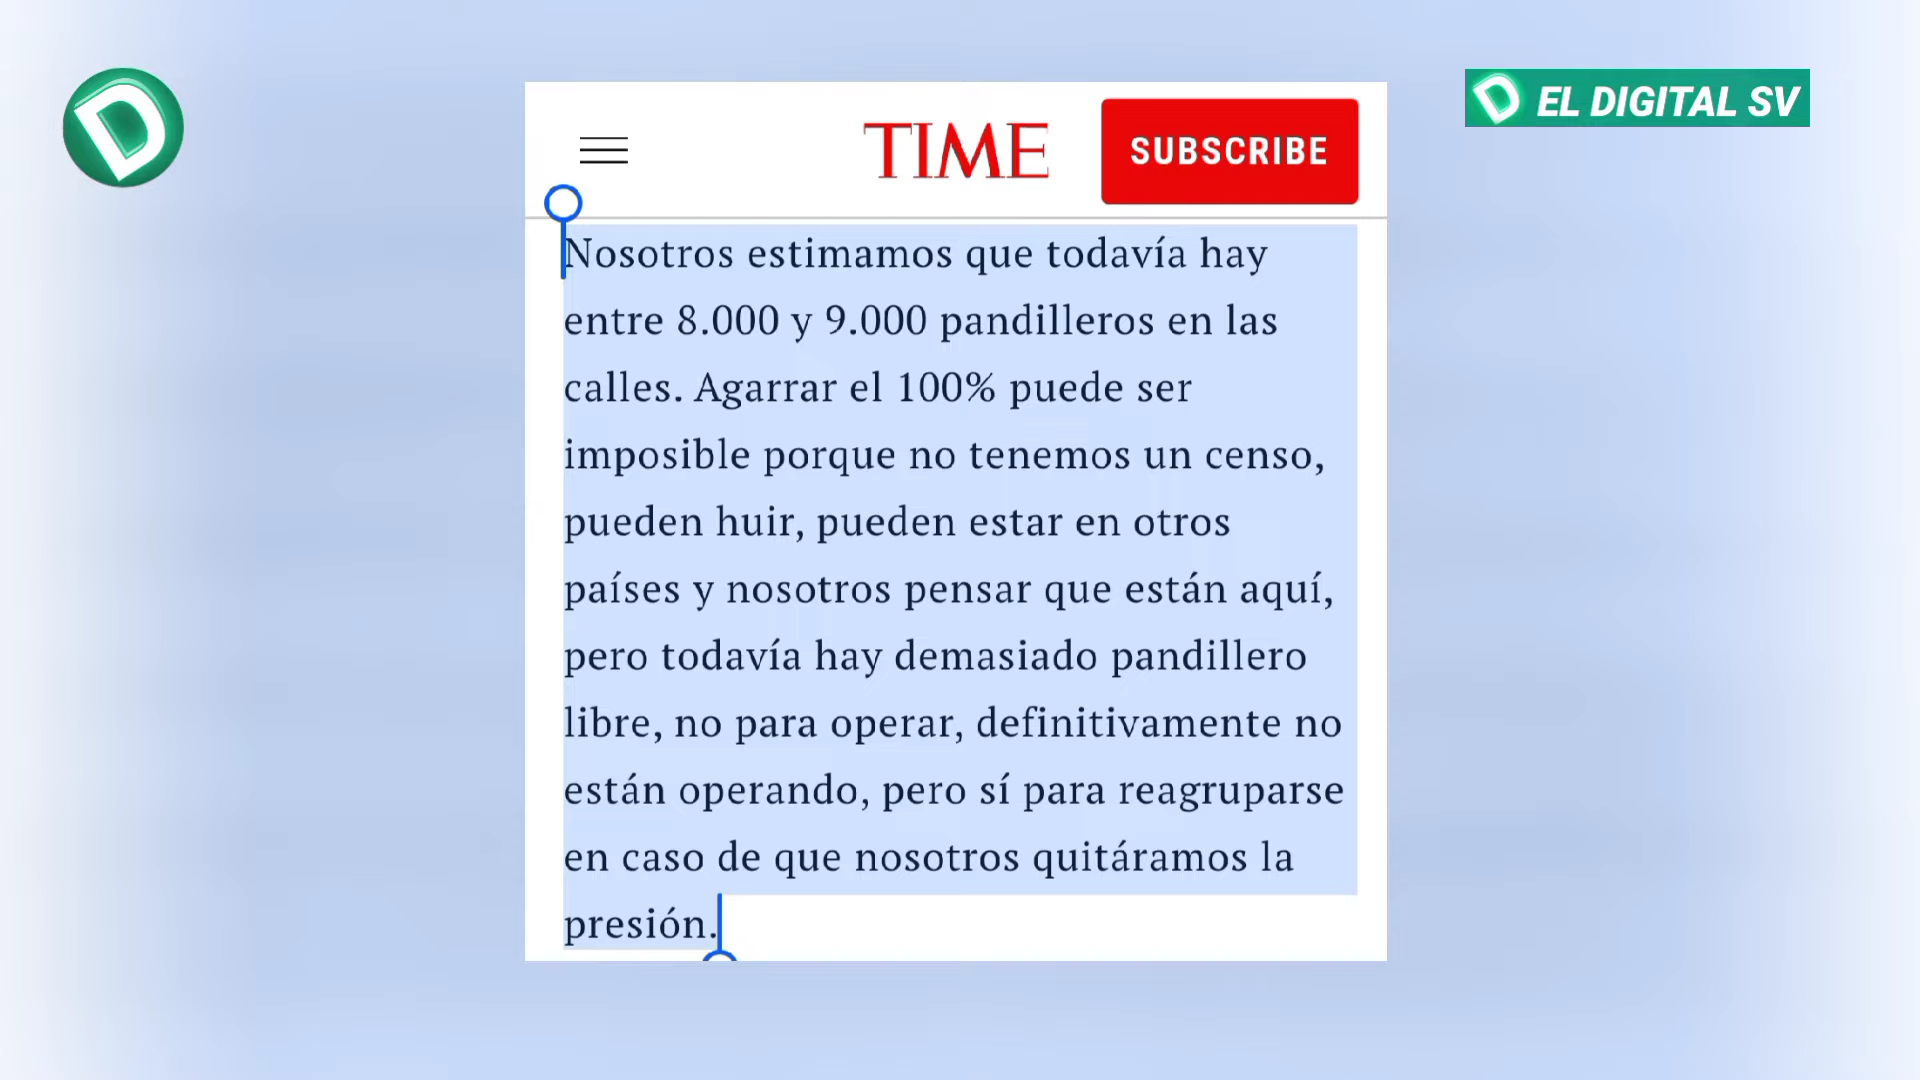 EL DIGITAL SV
TIME
SUBSCRIBE
Nosotros estimamos que todavía hay
entre 8.000 y 9.000 pandilleros en las
calles. Agarrar el 100% puede ser
imposible porque no tenemos un censo,
pueden huir, pueden estar en otros
países y nosotros pensar que están aquí,
pero todavía hay demasiado pandillero
libre, no para operar, definitivamente no
están operando, pero sí para reagruparse
en caso de que nosotros quitáramos la
presión.